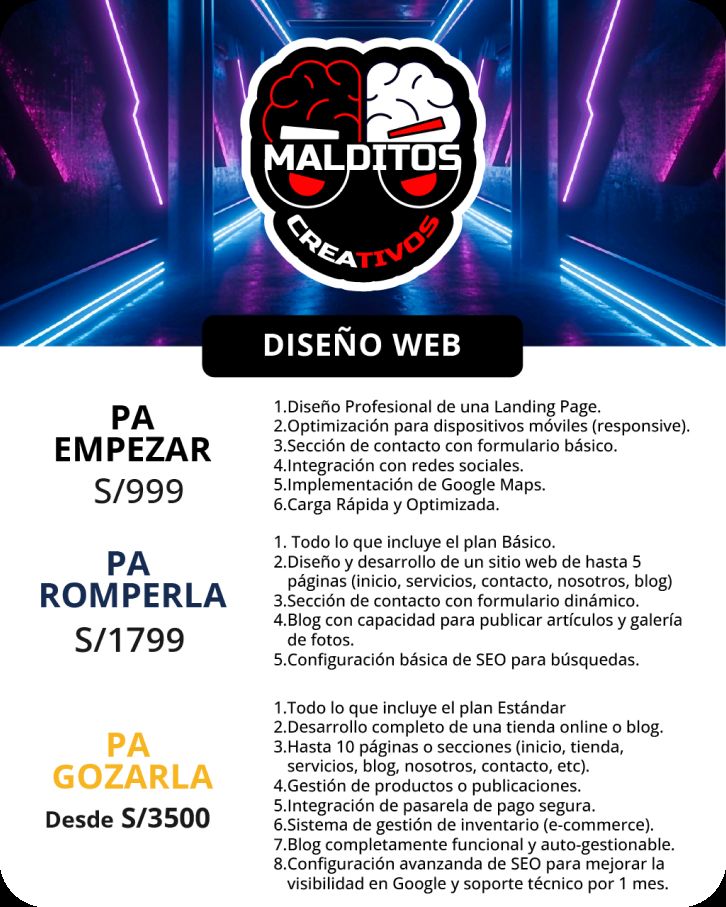 MALDITOS
CREATIVOS
DISEÑO WEB
PA
EMPEZAR
S/999
1.Diseño Profesional de una Landing Page.
2.Optimización para dispositivos móviles (responsive).
3.Sección de contacto con formulario básico.
4.Integración con redes sociales.
5.Implementación de Google Maps.
6.Carga Rápida y Optimizada.
PA
ROMPERLA
S/1799
1. Todo lo que incluye el plan Básico.
2.Diseño y desarrollo de un sitio web de hasta 5
páginas (inicio, servicios, contacto, nosotros, blog)
3.Sección de contacto con formulario dinámico.
4.Blog con capacidad para publicar artículos y galería
de fotos.
5.Configuración básica de SEO para búsquedas.
PA
GOZARLA
Desde S/3500
1.Todo lo que incluye el plan Estándar
2.Desarrollo completo de una tienda online o blog.
3.Hasta 10 páginas o secciones (inicio, tienda,
servicios, blog, nosotros, contacto, etc).
4.Gestión de productos o publicaciones.
5.Integración de pasarela de pago segura.
6.Sistema de gestión de inventario (e-commerce).
7.Blog completamente funcional y auto-gestionable.
8.Configuración avanzanda de SEO para mejorar la
visibilidad en Google y soporte técnico por 1 mes.